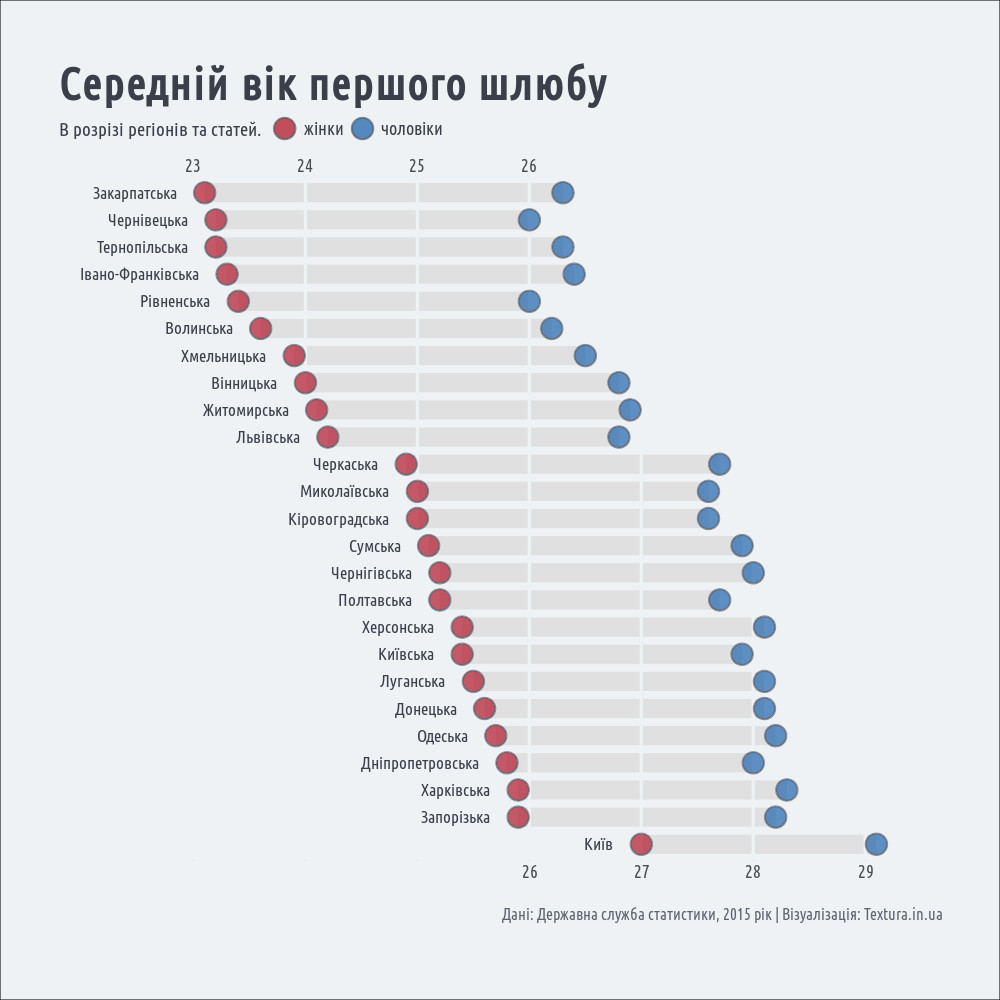 Середній вік першого шлюбу
В розрізі регіонів та статей. жінки чоловіки
23 24 25 26
Закарпатська
Чернівецька
Тернопільська
Івано-Франківська
Рівненська
Волинська
Хмельницька
Вінницька
Житомирська
Львівська
Черкаська
Миколаївська
Кіровоградська
Сумська
Чернігівська
Полтавська
Херсонська
Київська
Луганська
Донецька
Одеська
Дніпропетровська
Харківська
Запорізька
Київ
26 27 28 29
Дані: Державна служба статистики, 2015 рік | Візуалізація: Textura.in.ua